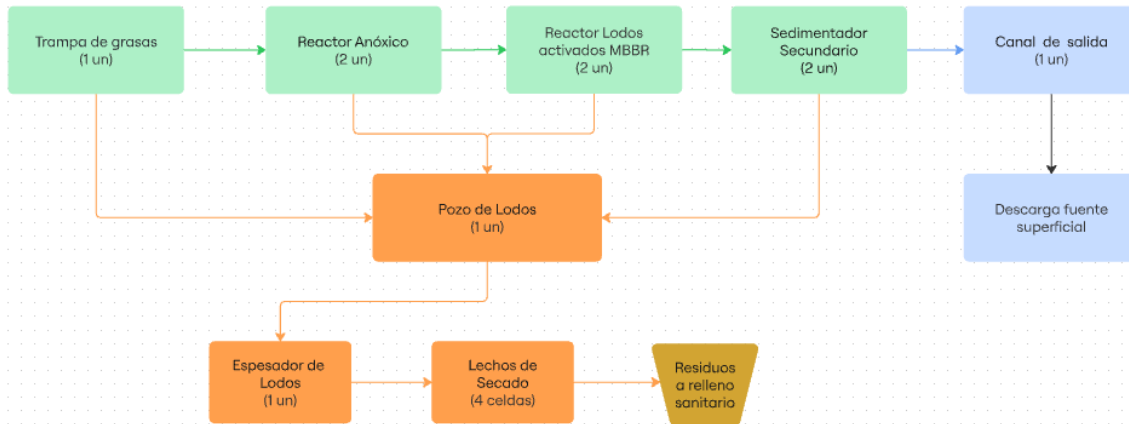 Trampa de grasas
(1 un)
Reactor Anóxico
(2 un)
Reactor Lodos
activados MBBR
(2 un)
Sedimentador
Secundario
(2 un)
Canal de salida
(1 un)
Pozo de Lodos
(1 un)
Descarga fuente
superficial
Espesador de
Lodos
(1 un)
Lechos de
Secado
(4 celdas)
Residuos
a relleno
sanitario